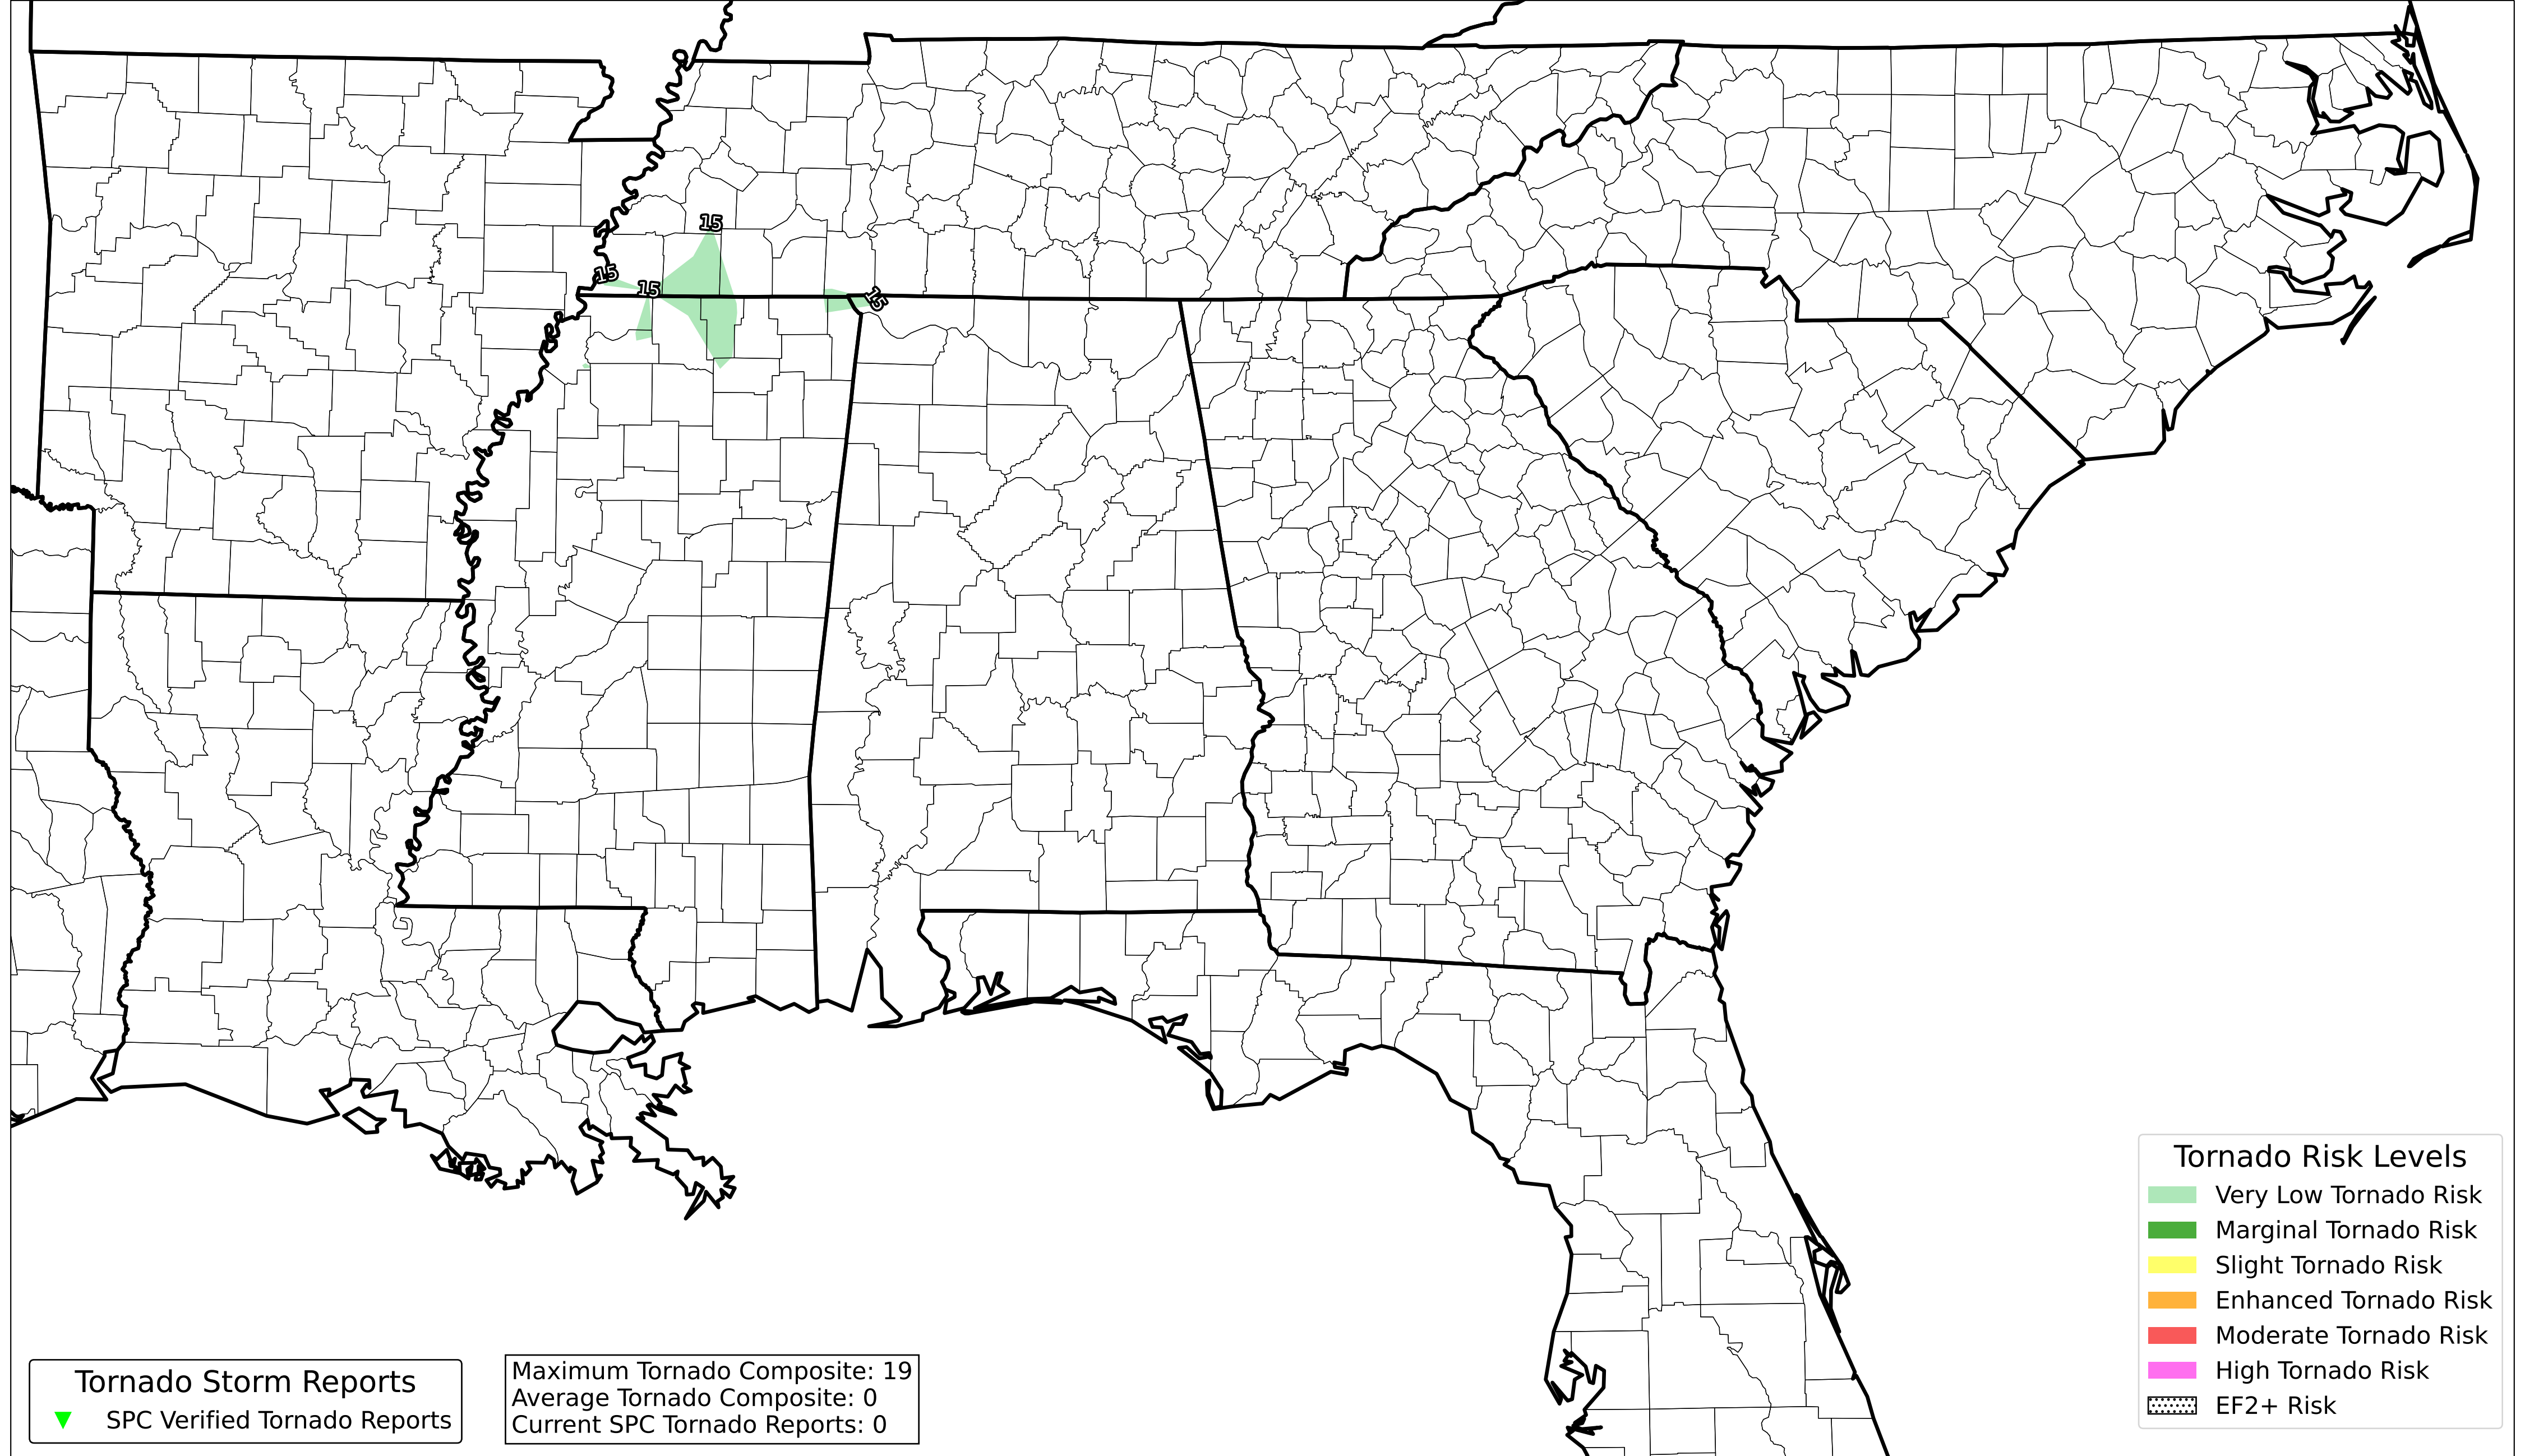 15
15
15
15
Tornado Risk Levels
Very Low Tornado Risk
Marginal Tornado Risk
Slight Tornado Risk
Enhanced Tornado Risk
Moderate Tornado Risk
High Tornado Risk
EF2+ Risk
Tornado Storm Reports
SPC Verified Tornado Reports
Maximum Tornado Composite: 19
Average Tornado Composite: 0
Current SPC Tornado Reports: 0